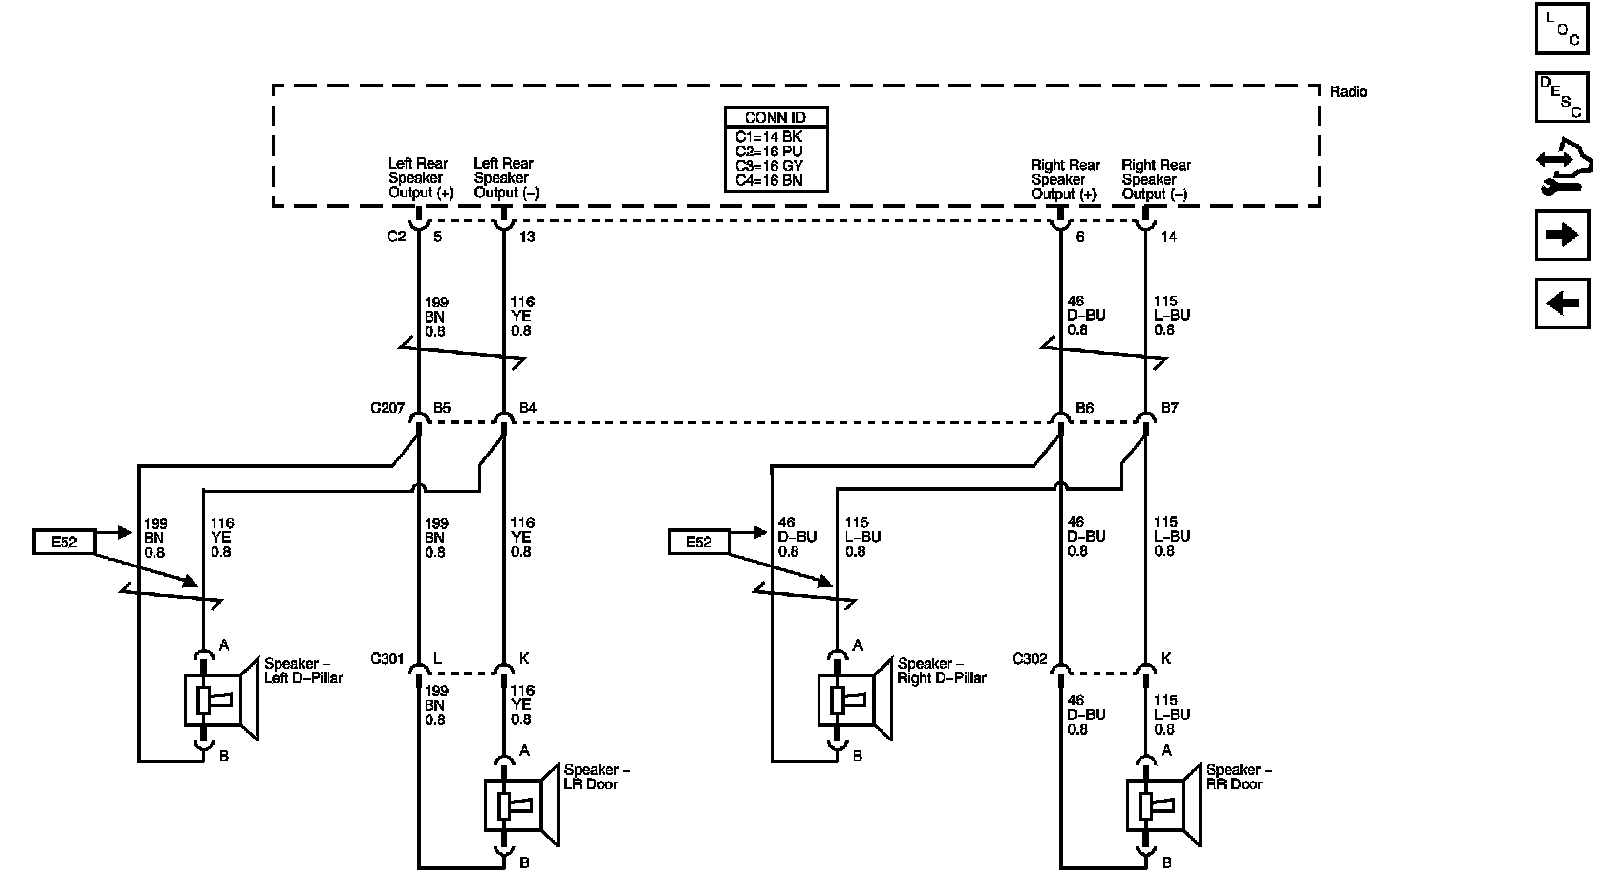 L
O
C
D
E
S
C
Radio
CONN ID
C1=14 BK
C2=16 PU
C3=16 GY
C4=16 BN
Left Rear
Speaker
Output (+)
Left Rear
Speaker
Output (−)
Right Rear
Speaker
Output (+)
Right Rear
Speaker
Output (−)
C2
5
13
6
14
199
BN
0.8
116
YE
0.8
46
D−BU
0.8
115
L−BU
0.8
C207
B5
B4
B6
B7
E52
199
BN
0.8
116
YE
0.8
199
BN
0.8
116
YE
0.8
E52
46
D−BU
0.8
115
L−BU
0.8
46
D−BU
0.8
115
L−BU
0.8
A
Speaker −
Left D−Pillar
B
C301
L
K
199
BN
0.8
116
YE
0.8
A
Speaker −
LR Door
B
A
Speaker −
Right D−Pillar
B
C302
K
46
D−BU
0.8
115
L−BU
0.8
A
Speaker −
RR Door
B